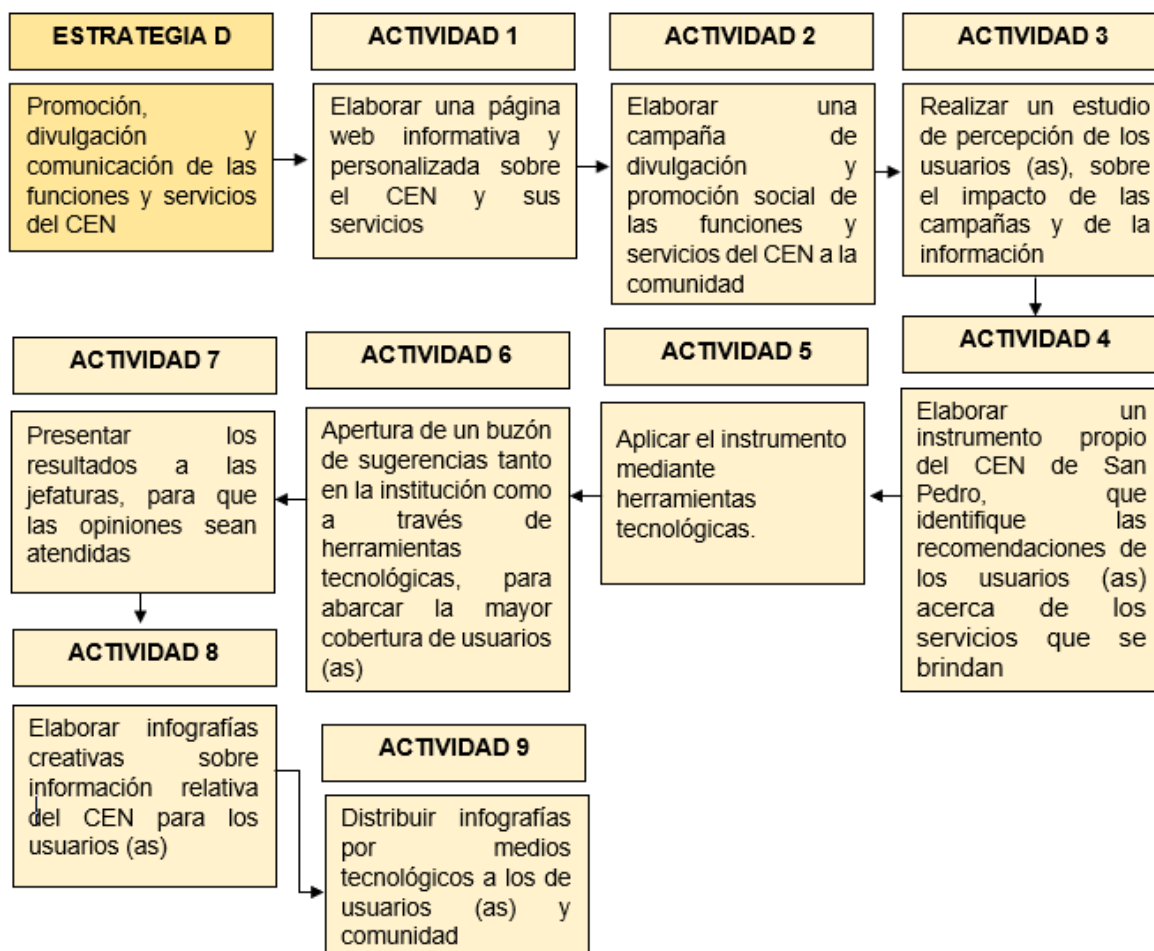 ESTRATEGIA D
Promoción,
divulgación y
comunicación de las
funciones y servicios
del CEN
ACTIVIDAD 1
Elaborar una página
web informativa y
personalizada sobre
el CEN y sus
servicios
ACTIVIDAD 2
Elaborar una
campaña de
divulgación y
promoción social de
las funciones y
servicios del CEN a la
comunidad
ACTIVIDAD 3
Realizar un estudio
de percepción de los
usuarios (as), sobre
el impacto de las
campañas y de la
información
ACTIVIDAD 4
Elaborar un
instrumento propio
del CEN de San
Pedro, que
identifique las
recomendaciones de
los usuarios (as)
acerca de los
servicios que se
brindan
ACTIVIDAD 5
Aplicar el instrumento
mediante
herramientas
tecnológicas.
ACTIVIDAD 6
Apertura de un buzón
de sugerencias tanto
en la institución como
a través de
herramientas
tecnológicas, para
abarcar la mayor
cobertura de usuarios
(as)
ACTIVIDAD 7
Presentar los
resultados a las
jefaturas, para que
las opiniones sean
atendidas
ACTIVIDAD 8
Elaborar infografías
creativas sobre
información relativa
del CEN para los
usuarios (as)
ACTIVIDAD 9
Distribuir infografías
por medios
tecnológicos a los de
usuarios (as) y
comunidad